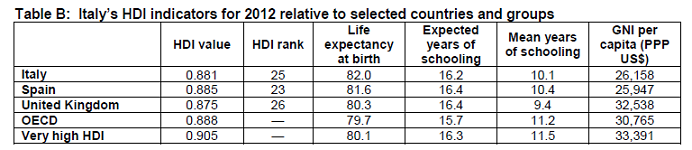 Table B: Italy's HDI indicators for 2012 relative to selected countries and groups
HDI value HDI rank Life expectancy at birth Expected years of schooling Mean years of schooling GNI per capita (PPP US$)
Italy 0.881 25 82.0 16.2 10.1 26,158
Spain 0.885 23 81.6 16.4 10.4 25,947
United Kingdom 0.875 26 80.3 16.4 9.4 32,538
OECD 0.888 — 79.7 15.7 11.2 30,765
Very high HDI 0.905 — 80.1 16.3 11.5 33,391